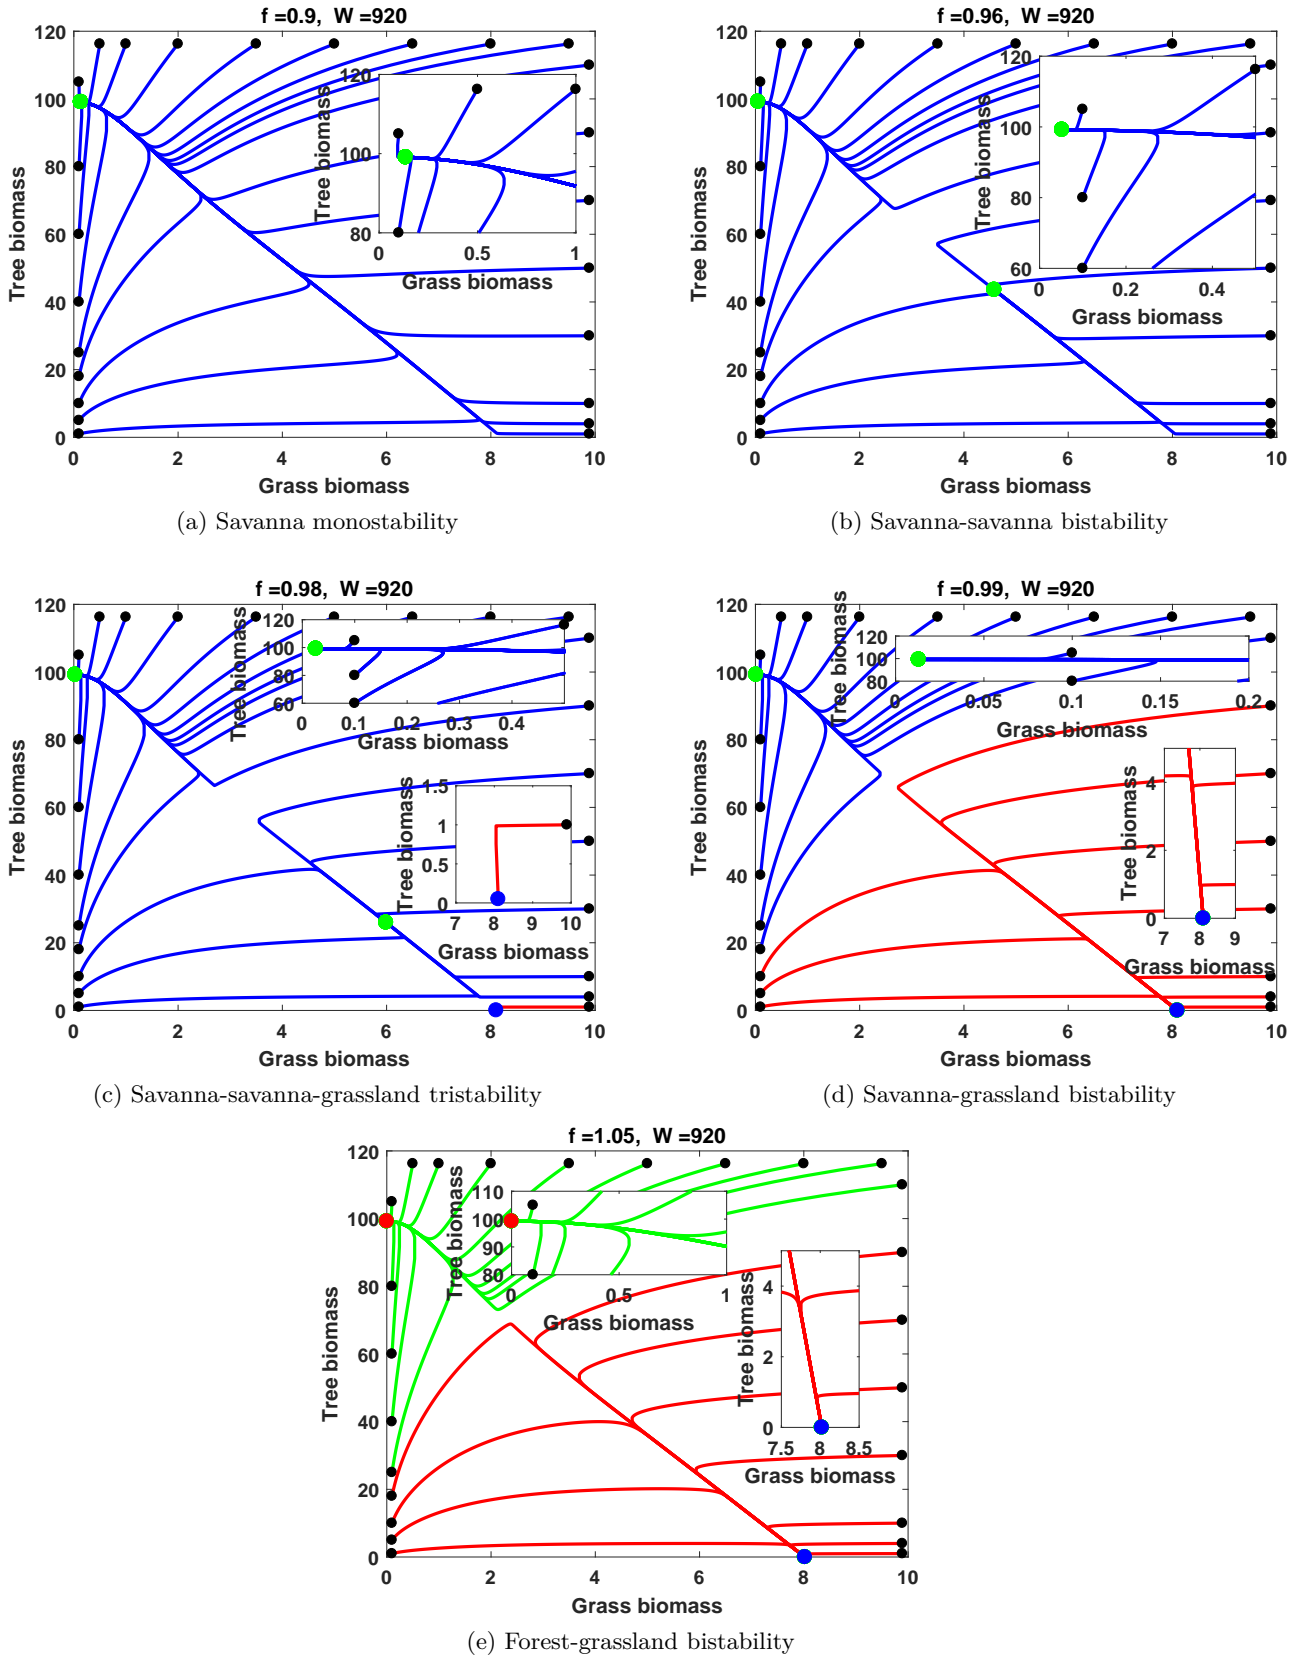 f =0.9, W =920
120
100
80
60
40
20
0
Tree biomass
0 2 4 6 8 10
Grass biomass
120
100
80
Tree biomass
0 0.5 1
Grass biomass
(a) Savanna monostability
f =0.96, W =920
120
100
80
60
40
20
0
Tree biomass
0 2 4 6 8 10
Grass biomass
120
100
80
60
Tree biomass
0 0.2 0.4
Grass biomass
(b) Savanna-savanna bistability
f =0.98, W =920
120
100
80
60
40
20
0
Tree biomass
0 2 4 6 8 10
Grass biomass
120
100
80
60
Tree biomass
0 0.1 0.2 0.3 0.4
Grass biomass
1.5
1
0.5
0
Tree biomass
7 8 9 10
Grass biomass
(c) Savanna-savanna-grassland tristability
f =0.99, W =920
120
100
80
60
40
20
0
Tree biomass
0 2 4 6 8 10
Grass biomass
120
100
80
Tree biomass
0 0.05 0.1 0.15 0.2
Grass biomass
4
2
0
Tree biomass
7 8 9
Grass biomass
(d) Savanna-grassland bistability
f =1.05, W =920
120
100
80
60
40
20
0
Tree biomass
0 2 4 6 8 10
Grass biomass
110
100
90
80
Tree biomass
0 0.5 1
Grass biomass
4
2
0
Tree biomass
7.5 8 8.5
Grass biomass
(e) Forest-grassland bistability